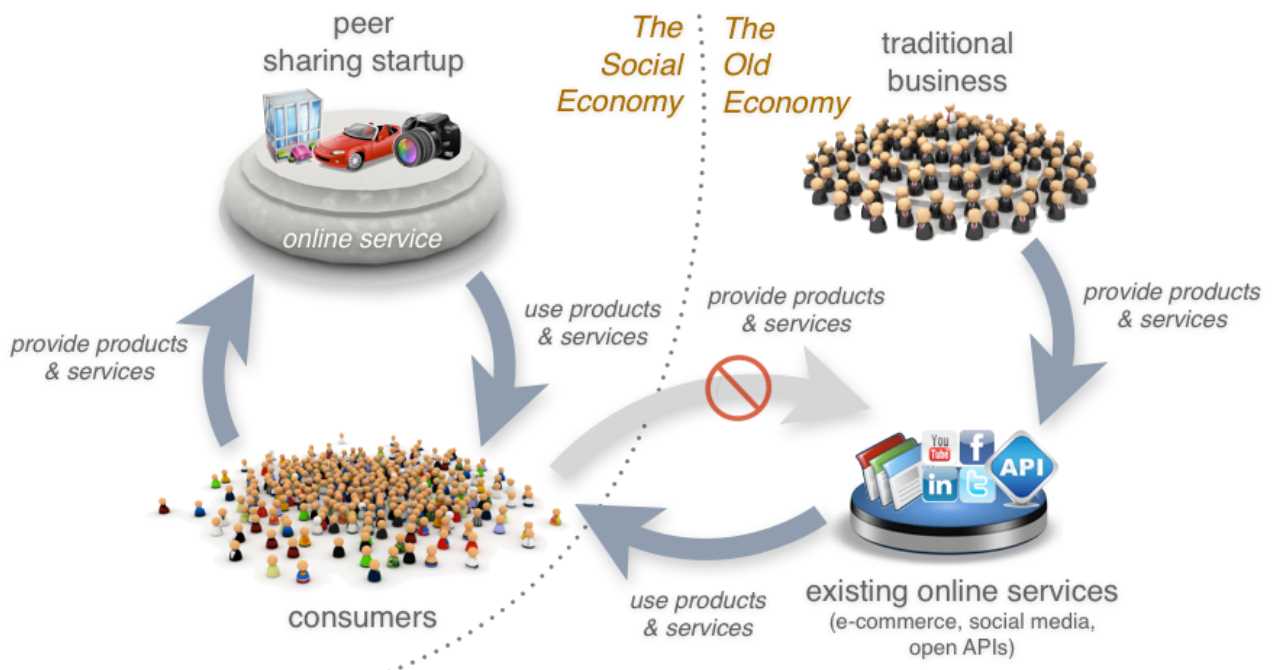 peer
sharing startup
The
Social
Economy
The
Old
Economy
traditional
business
online service
provide products
& services
use products
& services
provide products
& services
provide products
& services
You
Tube
f
in
t
API
consumers
use products
& services
existing online services
(e-commerce, social media,
open APIs)